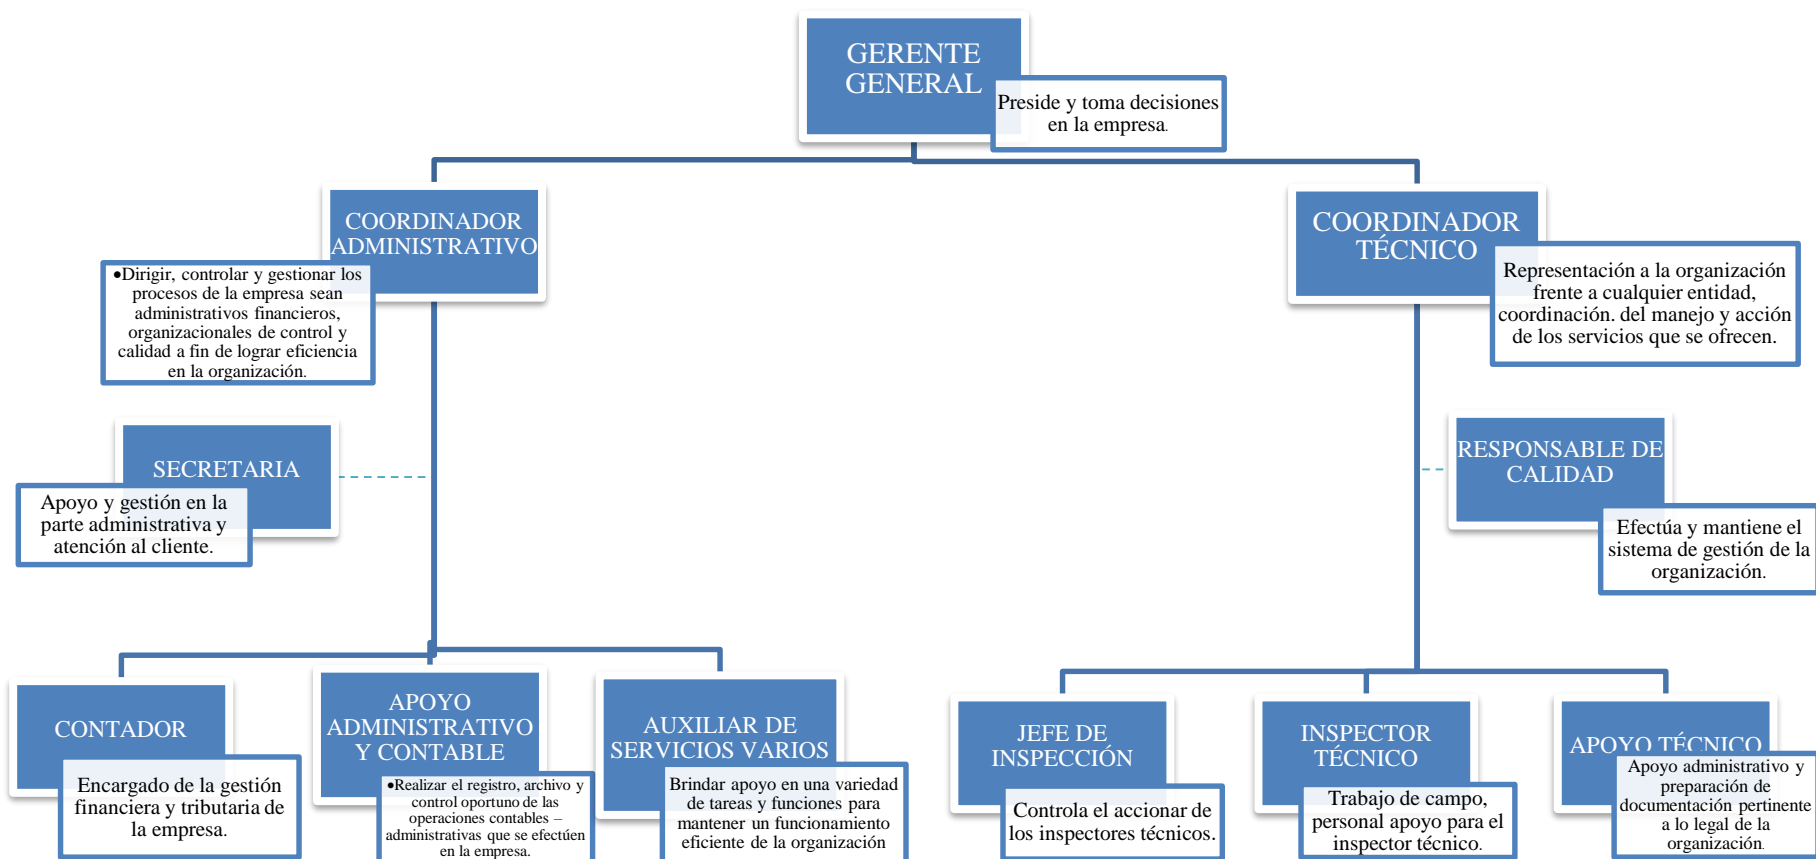 GERENTE
GENERAL
Preside y toma decisiones
en la empresa.
COORDINADOR
ADMINISTRATIVO
•Dirigir, controlar y gestionar los
procesos de la empresa sean
administrativos financieros,
organizacionales de control y
calidad a fin de lograr eficiencia
en la organización.
COORDINADOR
TÉCNICO
Representación a la organización
frente a cualquier entidad,
coordinación. del manejo y acción
de los servicios que se ofrecen.
SECRETARIA
Apoyo y gestión en la
parte administrativa y
atención al cliente.
RESPONSABLE DE
CALIDAD
Efectúa y mantiene el
sistema de gestión de la
organización.
CONTADOR
Encargado de la gestión
financiera y tributaria de
la empresa.
APOYO
ADMINISTRATIVO
Y CONTABLE
•Realizar el registro, archivo y
control oportuno de las
operaciones contables –
administrativas que se efectúen
en la empresa.
AUXILIAR DE
SERVICIOS VARIOS
Brindar apoyo en una variedad
de tareas y funciones para
mantener un funcionamiento
eficiente de la organización
JEFE DE
INSPECCIÓN
Controla el accionar de
los inspectores técnicos.
INSPECTOR
TÉCNICO
Trabajo de campo,
personal apoyo para el
inspector técnico.
APOYO TÉCNICO
Apoyo administrativo y
preparación de
documentación pertinente
a lo legal de la
organización.